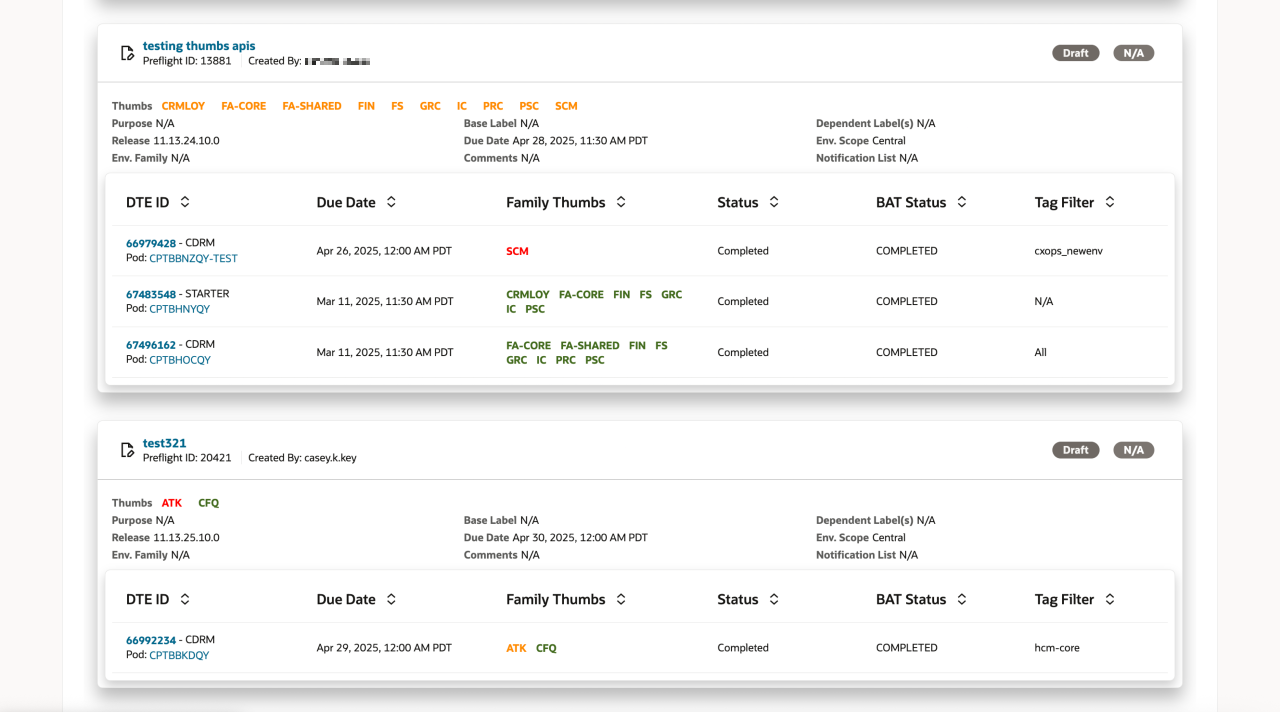 testing thumbs apis
Preflight ID: 13881 Created By:
Draft N/A
Thumbs CRMLOY FA-CORE FA-SHARED FIN FS GRC IC PRC PSC SCM
Purpose N/A Base Label N/A Dependent Label(s) N/A
Release 11.13.24.10.0 Due Date Apr 28, 2025, 11:30 AM PDT Env. Scope Central
Env. Family N/A Comments N/A Notification List N/A
DTE ID Due Date Family Thumbs Status BAT Status Tag Filter
66979428 - CDRM
Pod: CPTBBNZQY-TEST
Apr 26, 2025, 12:00 AM PDT
SCM
Completed
COMPLETED
cxops_newenv
67483548 - STARTER
Pod: CPTBHNYQY
Mar 11, 2025, 11:30 AM PDT
CRMLOY FA-CORE FIN FS GRC
IC PSC
Completed
COMPLETED
N/A
67496162 - CDRM
Pod: CPTBHOCQY
Mar 11, 2025, 11:30 AM PDT
FA-CORE FA-SHARED FIN FS
GRC IC PRC PSC
Completed
COMPLETED
All
test321
Preflight ID: 20421 Created By: casey.k.key
Draft N/A
Thumbs ATK CFQ
Purpose N/A Base Label N/A Dependent Label(s) N/A
Release 11.13.25.10.0 Due Date Apr 30, 2025, 12:00 AM PDT Env. Scope Central
Env. Family N/A Comments N/A Notification List N/A
DTE ID Due Date Family Thumbs Status BAT Status Tag Filter
66992234 - CDRM
Pod: CPTBBKDQY
Apr 29, 2025, 12:00 AM PDT
ATK CFQ
Completed
COMPLETED
hcm-core